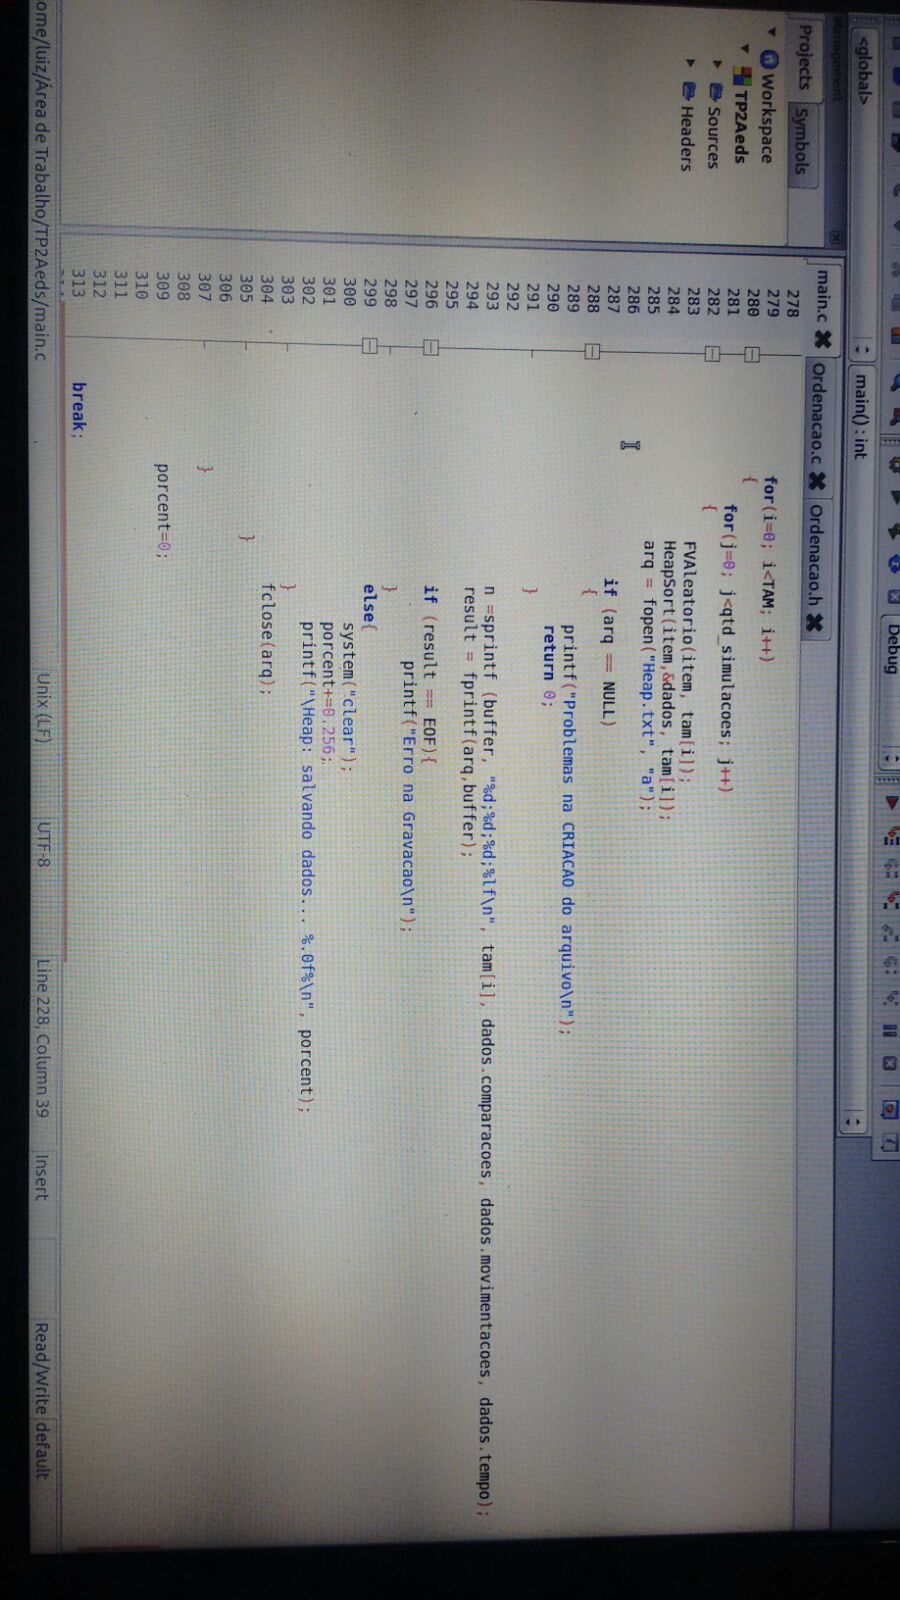 Debug
<global>
main() : int
Management
Projects
Symbols
main.c
Ordenacao.c
Ordenacao.h
Workspace
TP2Aeds
Sources
Headers
278
279 for(i=0; i<TAM; i++)
280 {
281 for(j=0; j<qtd_simulacoes; j++)
282 {
283 FVAleatorio(item, tam[i]);
284 HeapSort(item,&dados, tam[i]);
285 arq = fopen("Heap.txt", "a");
286
287 if (arq == NULL)
288 {
289 printf("Problemas na CRIACAO do arquivo\n");
290 return 0;
291 }
292
293 n =sprintf (buffer, "%d;%d;%d;%lf\n", tam[i], dados.comparacoes, dados.movimentacoes, dados.tempo);
294 result = fprintf(arq,buffer);
295
296 if (result == EOF){
297 printf("Erro na Gravacao\n");
298 }
299 else{
300 system("clear");
301 porcent+=0.256;
302 printf("\Heap: salvando dados... %.0f%\n", porcent);
303 }
304 fclose(arq);
305 }
306
307 }
308
309 porcent=0;
310
311
312
313 break;
ome/luiz/Área de Trabalho/TP2Aeds/main.c
Unix (LF)
UTF-8
Line 228, Column 39
Insert
Read/Write
default